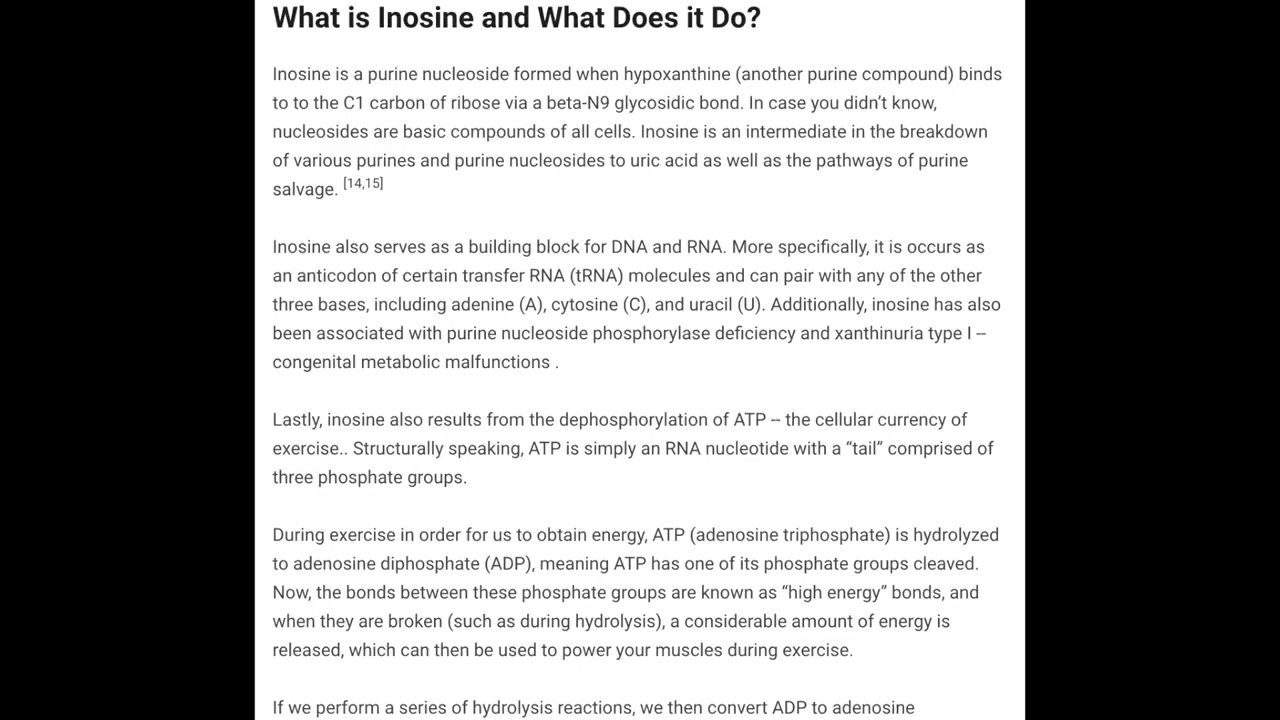 What is Inosine and What Does it Do?
Inosine is a purine nucleoside formed when hypoxanthine (another purine compound) binds
to to the C1 carbon of ribose via a beta-N9 glycosidic bond. In case you didn’t know,
nucleosides are basic compounds of all cells. Inosine is an intermediate in the breakdown
of various purines and purine nucleosides to uric acid as well as the pathways of purine
salvage. [14,15]
Inosine also serves as a building block for DNA and RNA. More specifically, it is occurs as
an anticodon of certain transfer RNA (tRNA) molecules and can pair with any of the other
three bases, including adenine (A), cytosine (C), and uracil (U). Additionally, inosine has also
been associated with purine nucleoside phosphorylase deficiency and xanthinuria type I --
congenital metabolic malfunctions .
Lastly, inosine also results from the dephosphorylation of ATP -- the cellular currency of
exercise.. Structurally speaking, ATP is simply an RNA nucleotide with a “tail” comprised of
three phosphate groups.
During exercise in order for us to obtain energy, ATP (adenosine triphosphate) is hydrolyzed
to adenosine diphosphate (ADP), meaning ATP has one of its phosphate groups cleaved.
Now, the bonds between these phosphate groups are known as “high energy” bonds, and
when they are broken (such as during hydrolysis), a considerable amount of energy is
released, which can then be used to power your muscles during exercise.
If we perform a series of hydrolysis reactions, we then convert ADP to adenosine